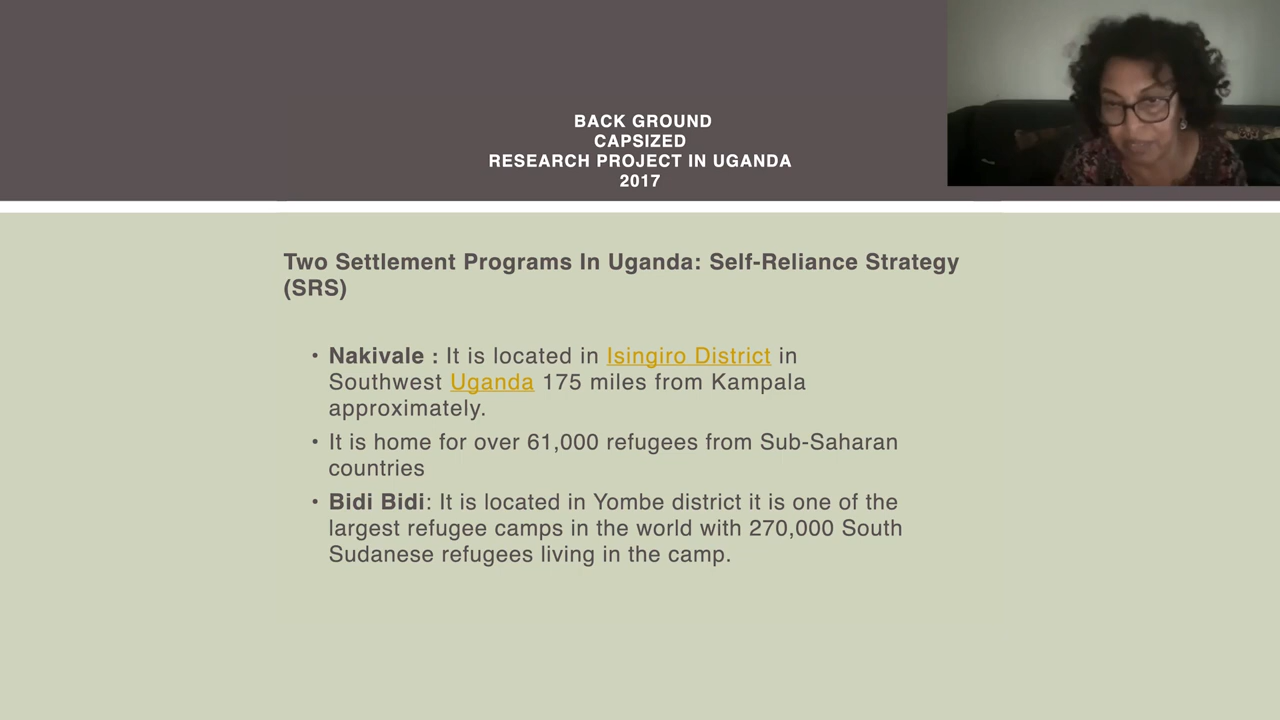 BACK GROUND
CAPSIZED
RESEARCH PROJECT IN UGANDA
2017
Two Settlement Programs In Uganda: Self-Reliance Strategy
(SRS)
• Nakivale : It is located in Isingiro District in
Southwest Uganda 175 miles from Kampala
approximately.
• It is home for over 61,000 refugees from Sub-Saharan
countries
• Bidi Bidi: It is located in Yombe district it is one of the
largest refugee camps in the world with 270,000 South
Sudanese refugees living in the camp.